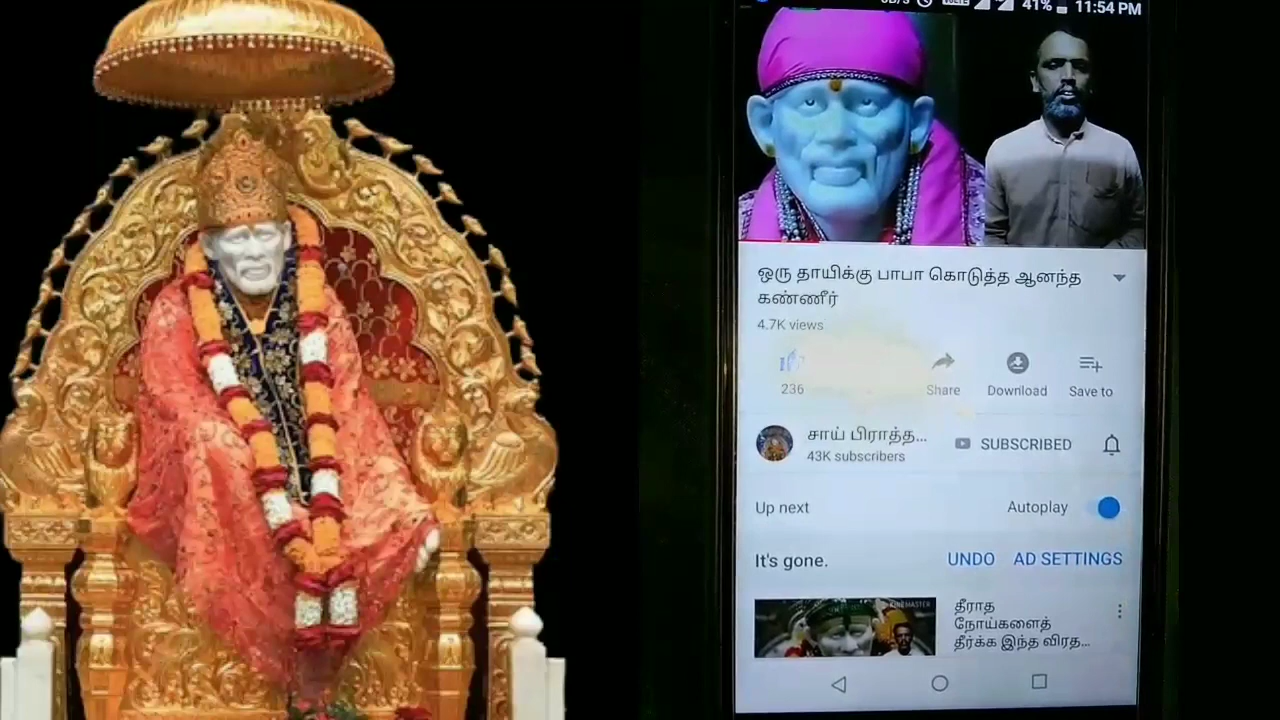 41% 11:54 PM
ஒரு தாயிக்கு பாபா கொடுத்த ஆனந்த
கண்ணீர்
4.7K views
236 Share Download Save to
சாய் பிராத்த...
43K subscribers
SUBSCRIBED
Up next Autoplay
It's gone. UNDO AD SETTINGS
KINEMASTER
தீராத
நோய்களைத்
தீர்க்க இந்த விரத...